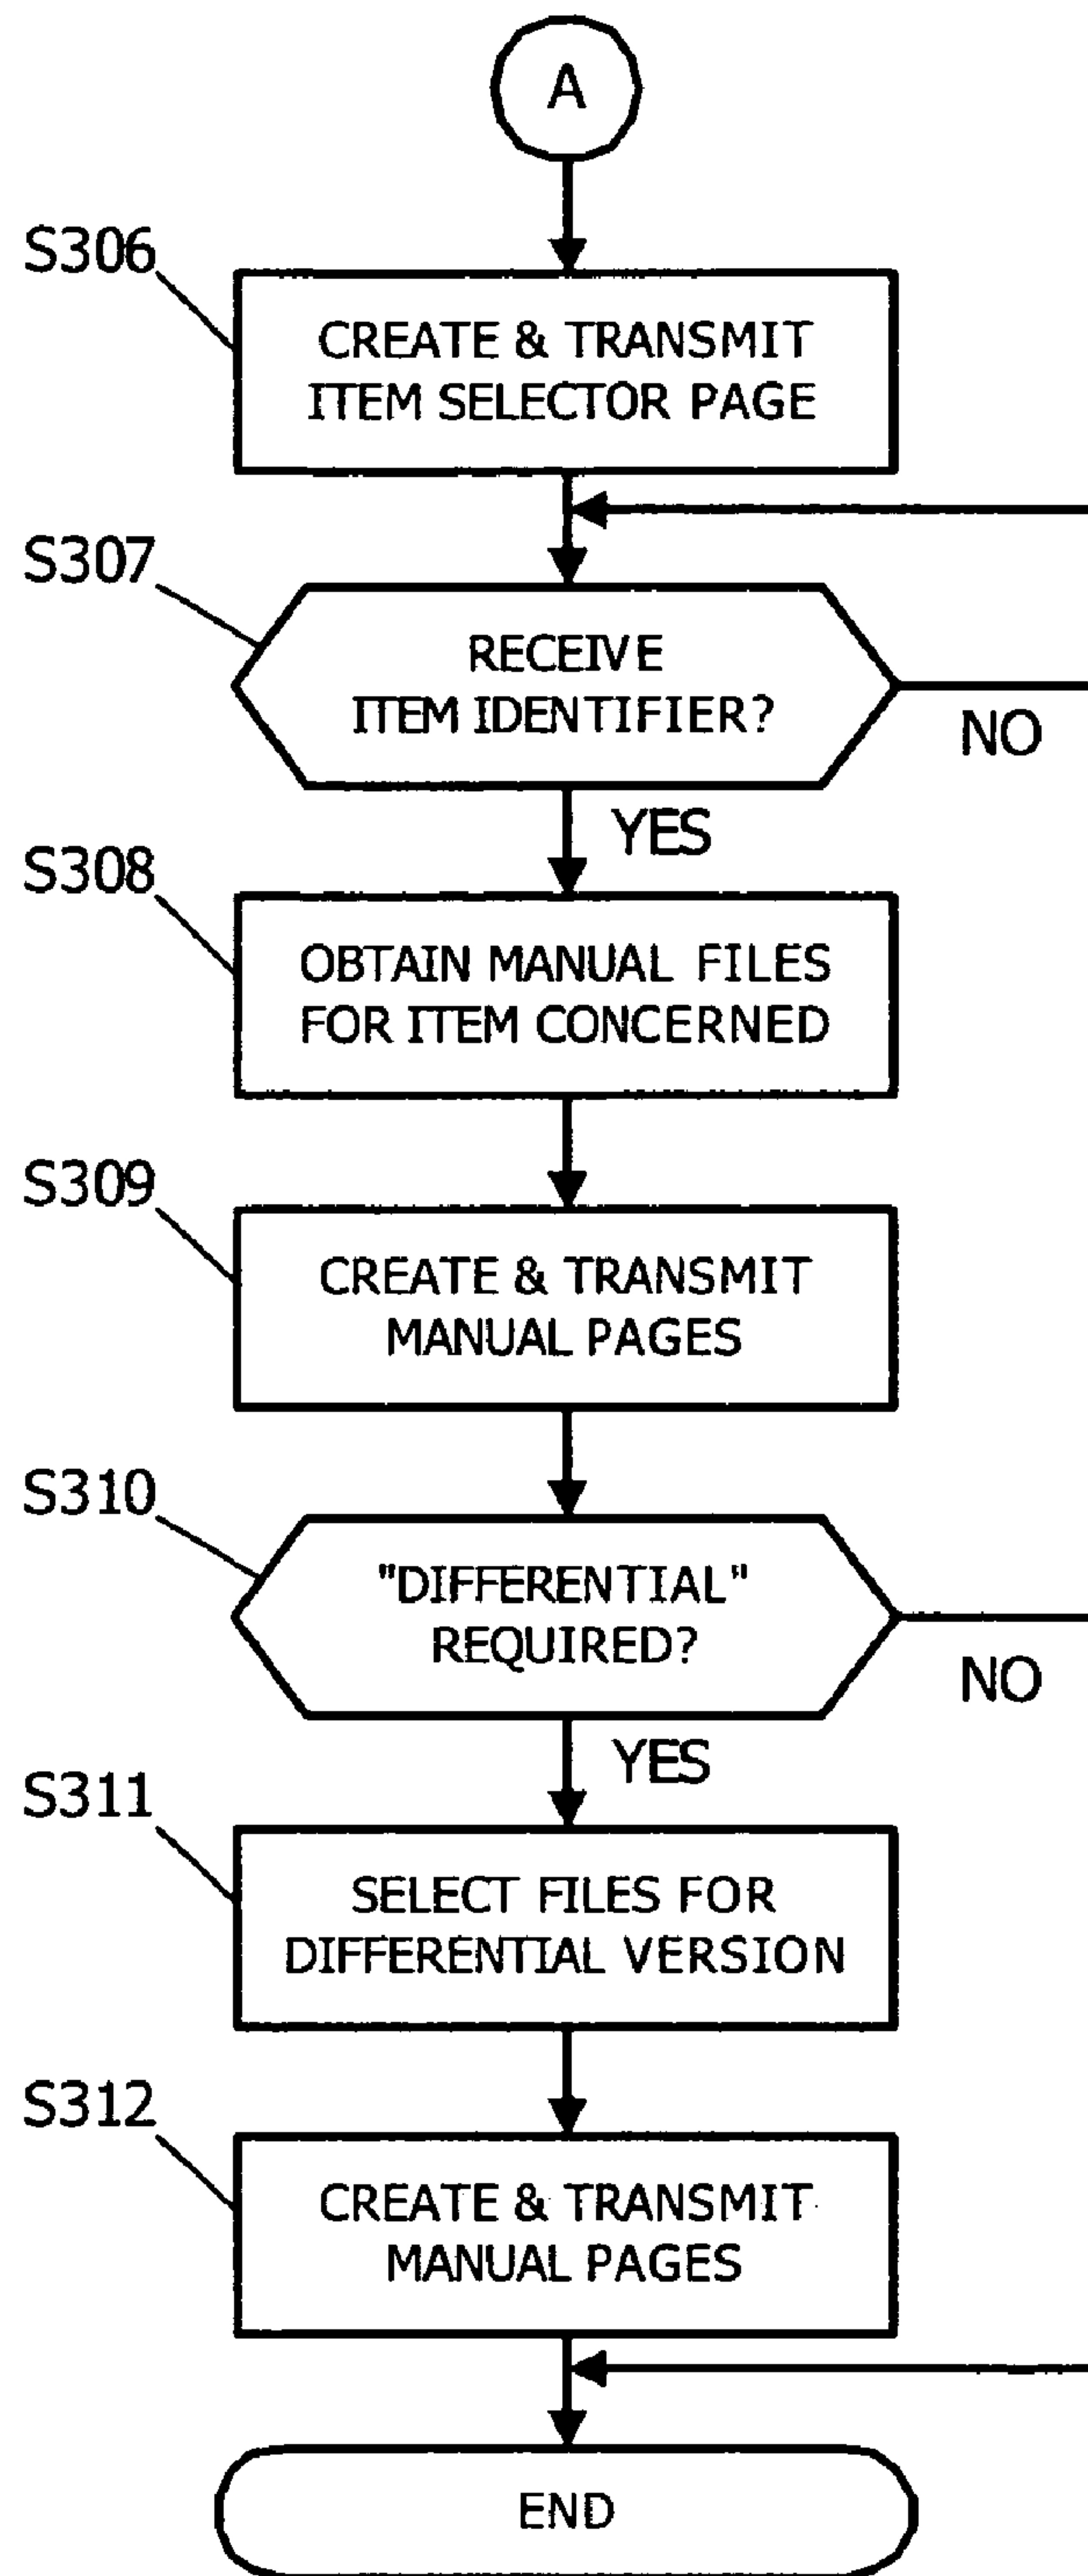 A
S306
CREATE & TRANSMIT
ITEM SELECTOR PAGE
S307
RECEIVE
ITEM IDENTIFIER?
NO
YES
S308
OBTAIN MANUAL FILES
FOR ITEM CONCERNED
S309
CREATE & TRANSMIT
MANUAL PAGES
S310
"DIFFERENTIAL"
REQUIRED?
NO
YES
S311
SELECT FILES FOR
DIFFERENTIAL VERSION
S312
CREATE & TRANSMIT
MANUAL PAGES
END